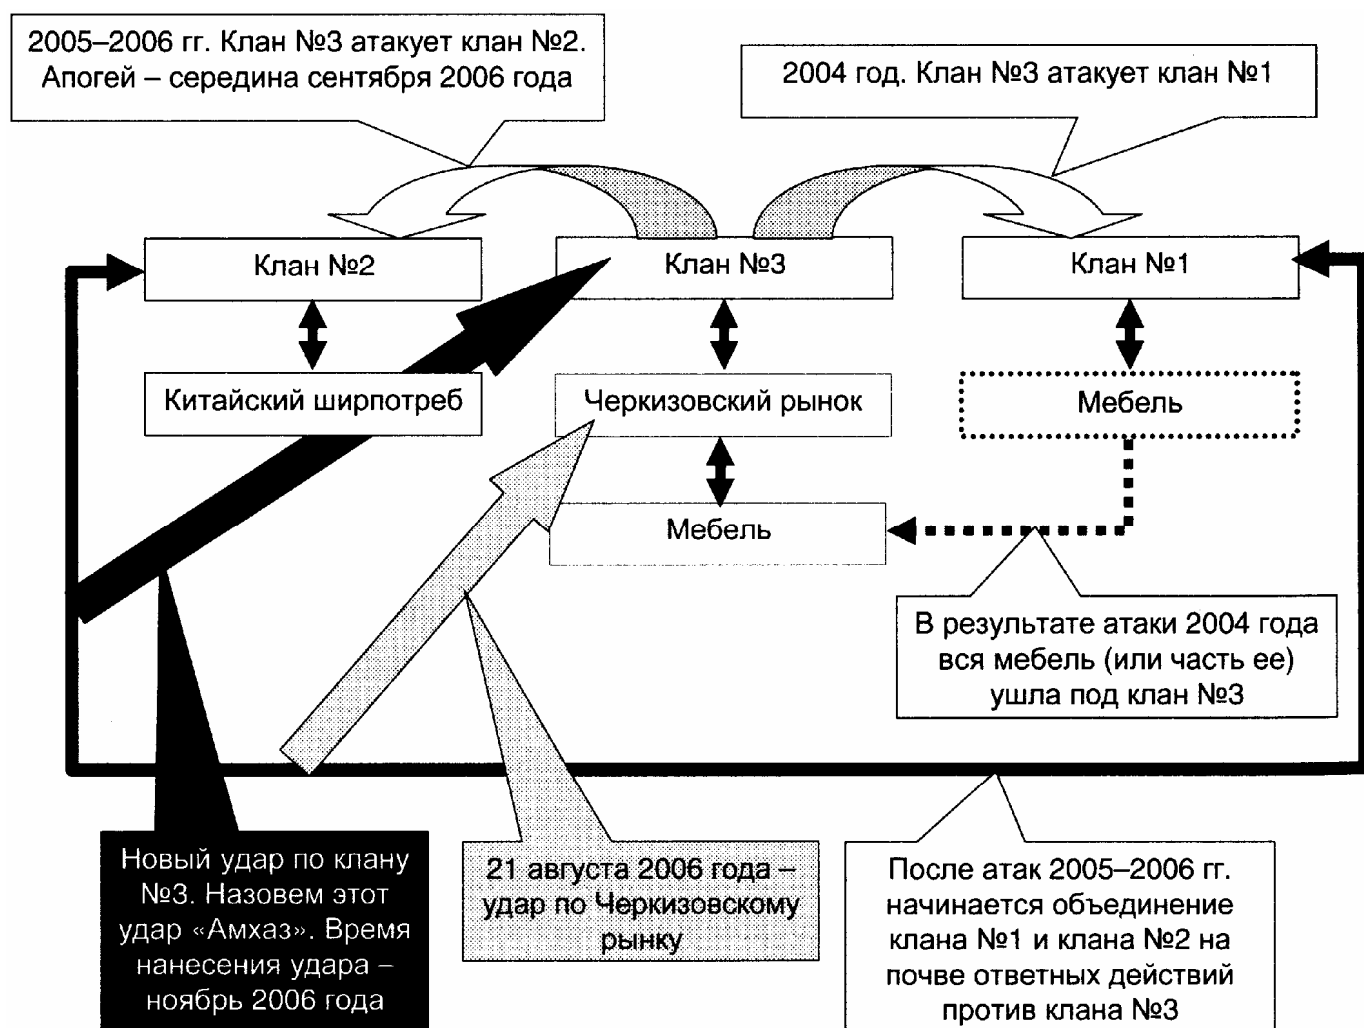 2005–2006 гг. Клан №3 атакует клан №2.
Апогей – середина сентября 2006 года
2004 год. Клан №3 атакует клан №1
Клан №2
Клан №3
Клан №1
Китайский ширпотреб
Черкизовский рынок
Мебель
Мебель
В результате атаки 2004 года
вся мебель (или часть ее)
ушла под клан №3
Новый удар по клану
№3. Назовем этот
удар «Амхаз». Время
нанесения удара –
ноябрь 2006 года
21 августа 2006 года –
удар по Черкизовскому
рынку
После атак 2005–2006 гг.
начинается объединение
клана №1 и клана №2 на
почве ответных действий
против клана №3